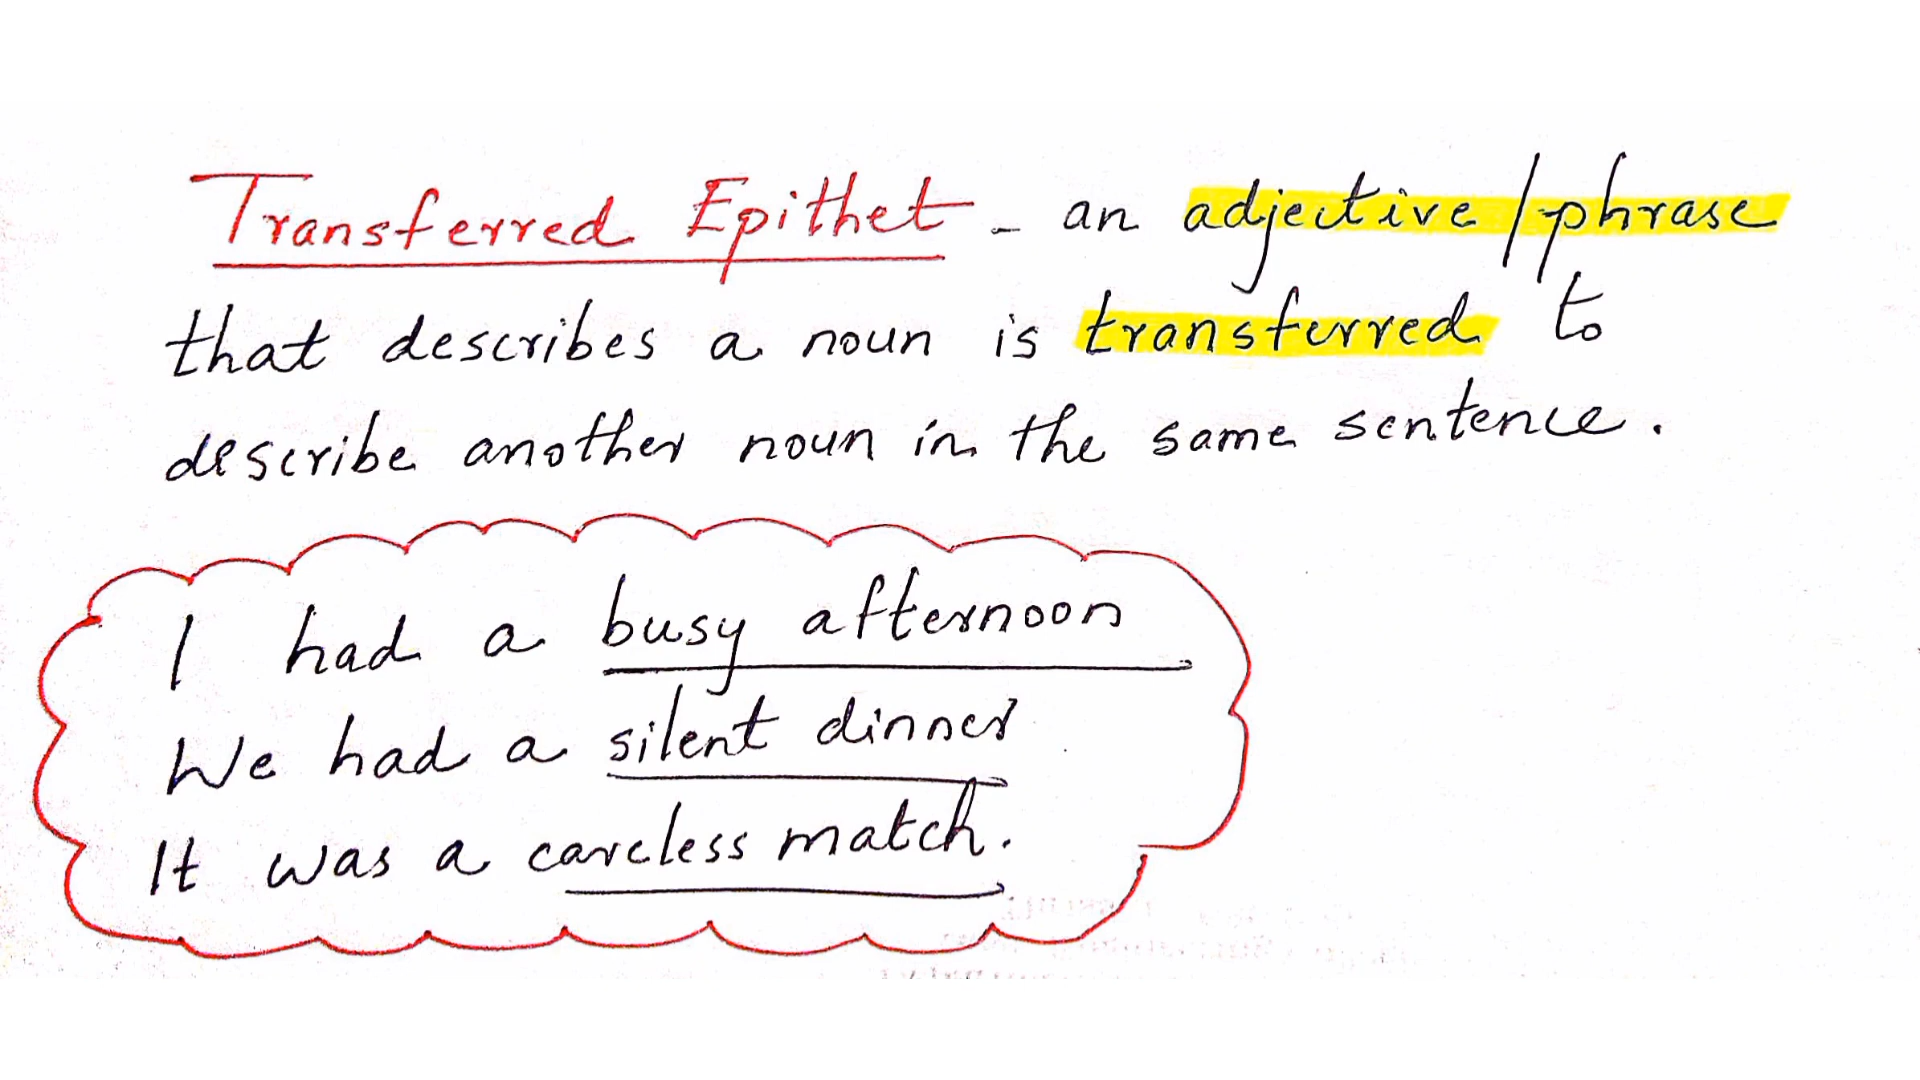 Transferred Epithet - an adjective/phrase
that describes a noun is transferred to
describe another noun in the same sentence.
I had a busy afternoon
We had a silent dinner
It was a careless match.